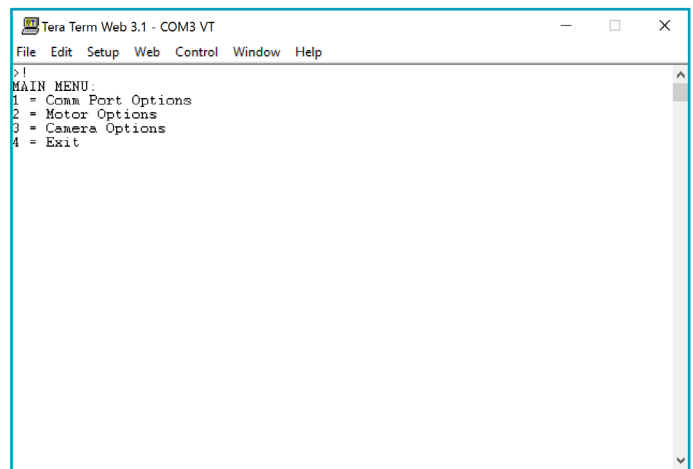 Tera Term Web 3.1 - COM3 VT
File Edit Setup Web Control Window Help
>!
MAIN MENU:
1 = Comm Port Options
2 = Motor Options
3 = Camera Options
4 = Exit